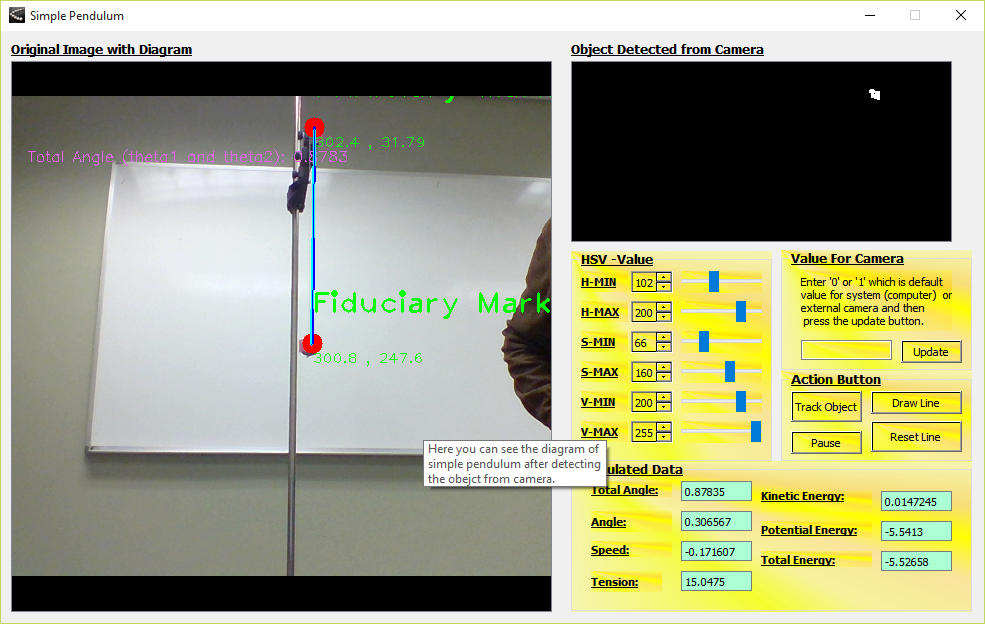 Simple Pendulum
Original Image with Diagram
302.4 , 31.79
Total Angle (theta1 and theta2): 0.8783
Fiduciary Mark
300.8 , 247.6
Here you can see the diagram of
simple pendulum after detecting
the obejct from camera.
Object Detected from Camera
HSV -Value
H-MIN 102
H-MAX 200
S-MIN 66
S-MAX 160
V-MIN 200
V-MAX 255
Value For Camera
Enter '0' or '1' which is default
value for system (computer) or
external camera and then
press the update button.
Update
Action Button
Track Object
Draw Line
Pause
Reset Line
ulated Data
Total Angle: 0.87835
Angle: 0.306567
Speed: -0.171607
Tension: 15.0475
Kinetic Energy: 0.0147245
Potential Energy: -5.5413
Total Energy: -5.52658